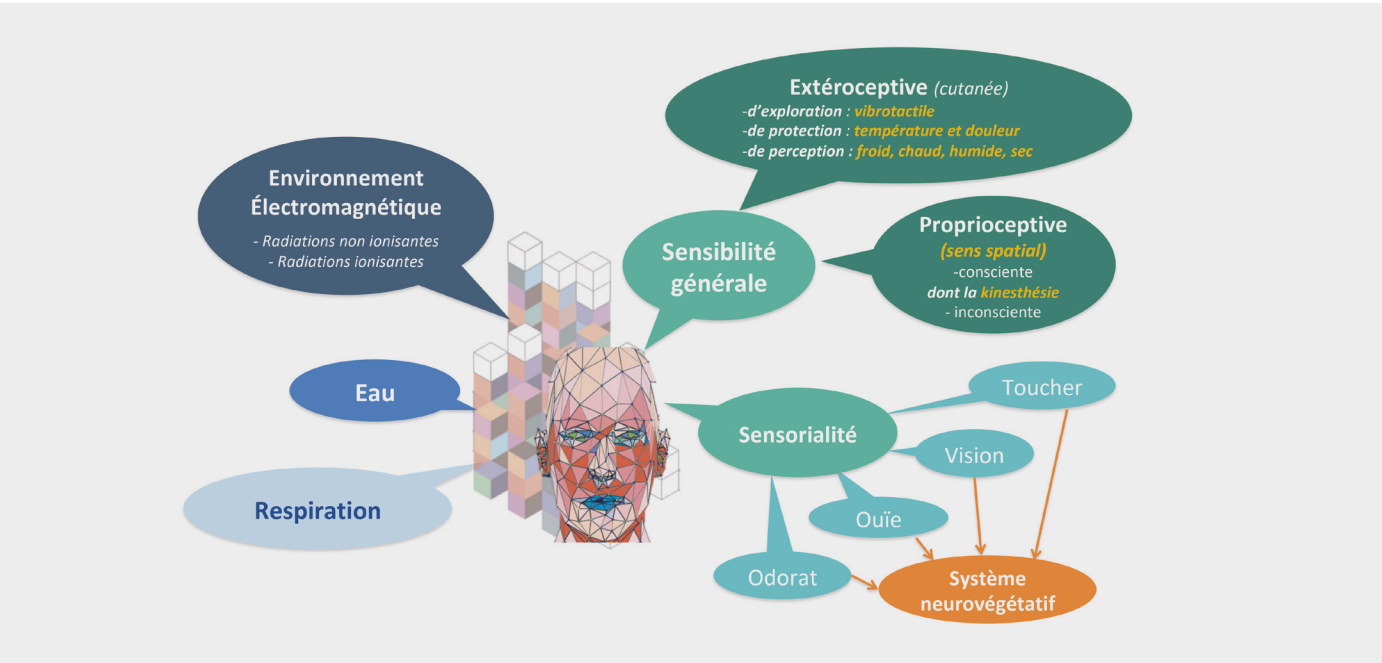 Extéroceptive (cutanée)
-d'exploration : vibrotactile
-de protection : température et douleur
-de perception : froid, chaud, humide, sec
Environnement
Électromagnétique
- Radiations non ionisantes
- Radiations ionisantes
Sensibilité
générale
Proprioceptive
(sens spatial)
-consciente
dont la kinesthésie
- inconsciente
Eau
Respiration
Sensorialité
Toucher
Vision
Ouïe
Odorat
Système
neurovégétatif